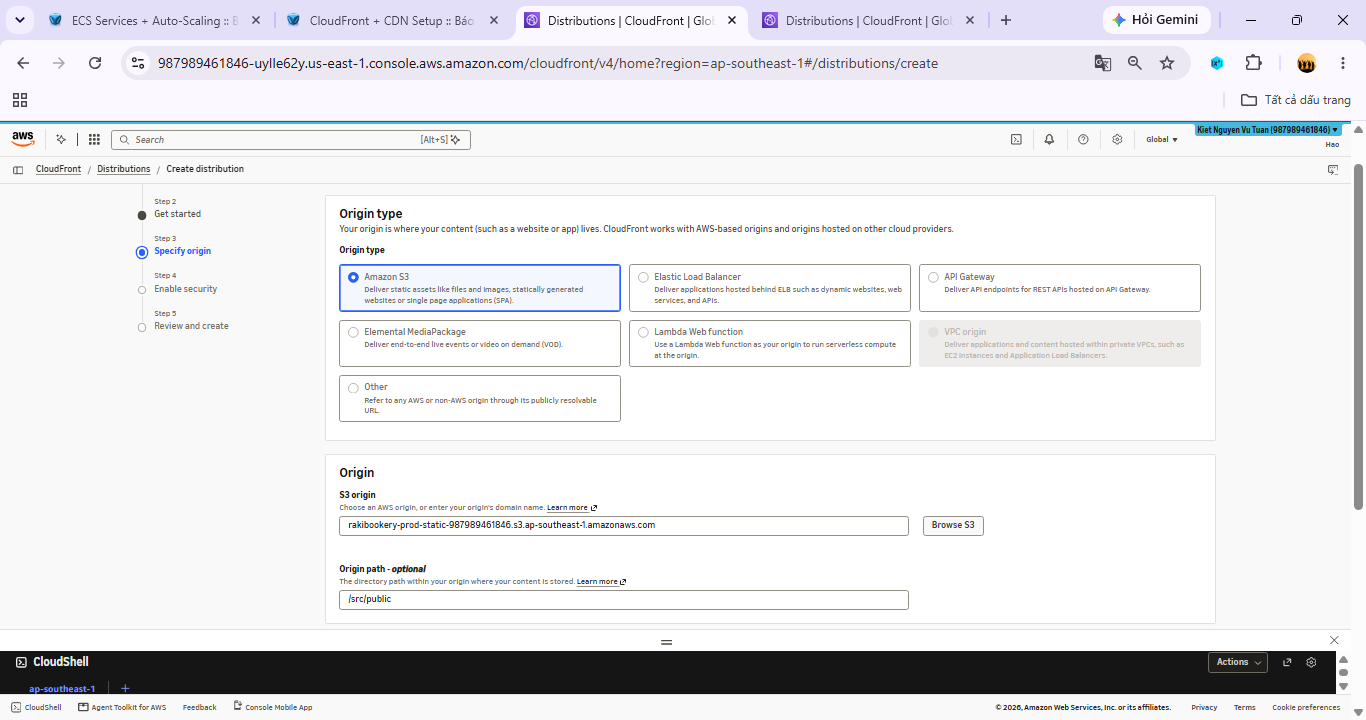 ECS Services + Auto-Scaling :: B
CloudFront + CDN Setup :: Báo
Distributions | CloudFront | Glob
Distributions | CloudFront | Glob
Hỏi Gemini
987989461846-uylle62y.us-east-1.console.aws.amazon.com/cloudfront/v4/home?region=ap-southeast-1#/distributions/create
Tất cả dấu trang
aws
Search
[Alt+S]
Global
Kiet Nguyen Vu Tuan (987989461846)
Hao
CloudFront / Distributions / Create distribution
Step 2
Get started
Step 3
Specify origin
Step 4
Enable security
Step 5
Review and create
Origin type
Your origin is where your content (such as a website or app) lives. CloudFront works with AWS-based origins and origins hosted on other cloud providers.
Origin type
Amazon S3
Deliver static assets like files and images, statically generated
websites or single page applications (SPA).
Elastic Load Balancer
Deliver applications hosted behind ELB such as dynamic websites, web
services, and APIs.
API Gateway
Deliver API endpoints for REST APIs hosted on API Gateway.
Elemental MediaPackage
Deliver end-to-end live events or video on demand (VOD).
Lambda Web function
Use a Lambda Web function as your origin to run serverless compute
at the origin.
VPC origin
Deliver applications and content hosted within private VPCs, such as
EC2 instances and Application Load Balancers.
Other
Refer to any AWS or non-AWS origin through its publicly resolvable
URL.
Origin
S3 origin
Choose an AWS origin, or enter your origin's domain name. Learn more
rakibookery-prod-static-987989461846.s3.ap-southeast-1.amazonaws.com
Browse S3
Origin path - optional
The directory path within your origin where your content is stored. Learn more
/src/public
CloudShell
Actions
ap-southeast-1
CloudShell
Agent Toolkit for AWS
Feedback
Console Mobile App
© 2026, Amazon Web Services, Inc. or its affiliates.
Privacy
Terms
Cookie preferences